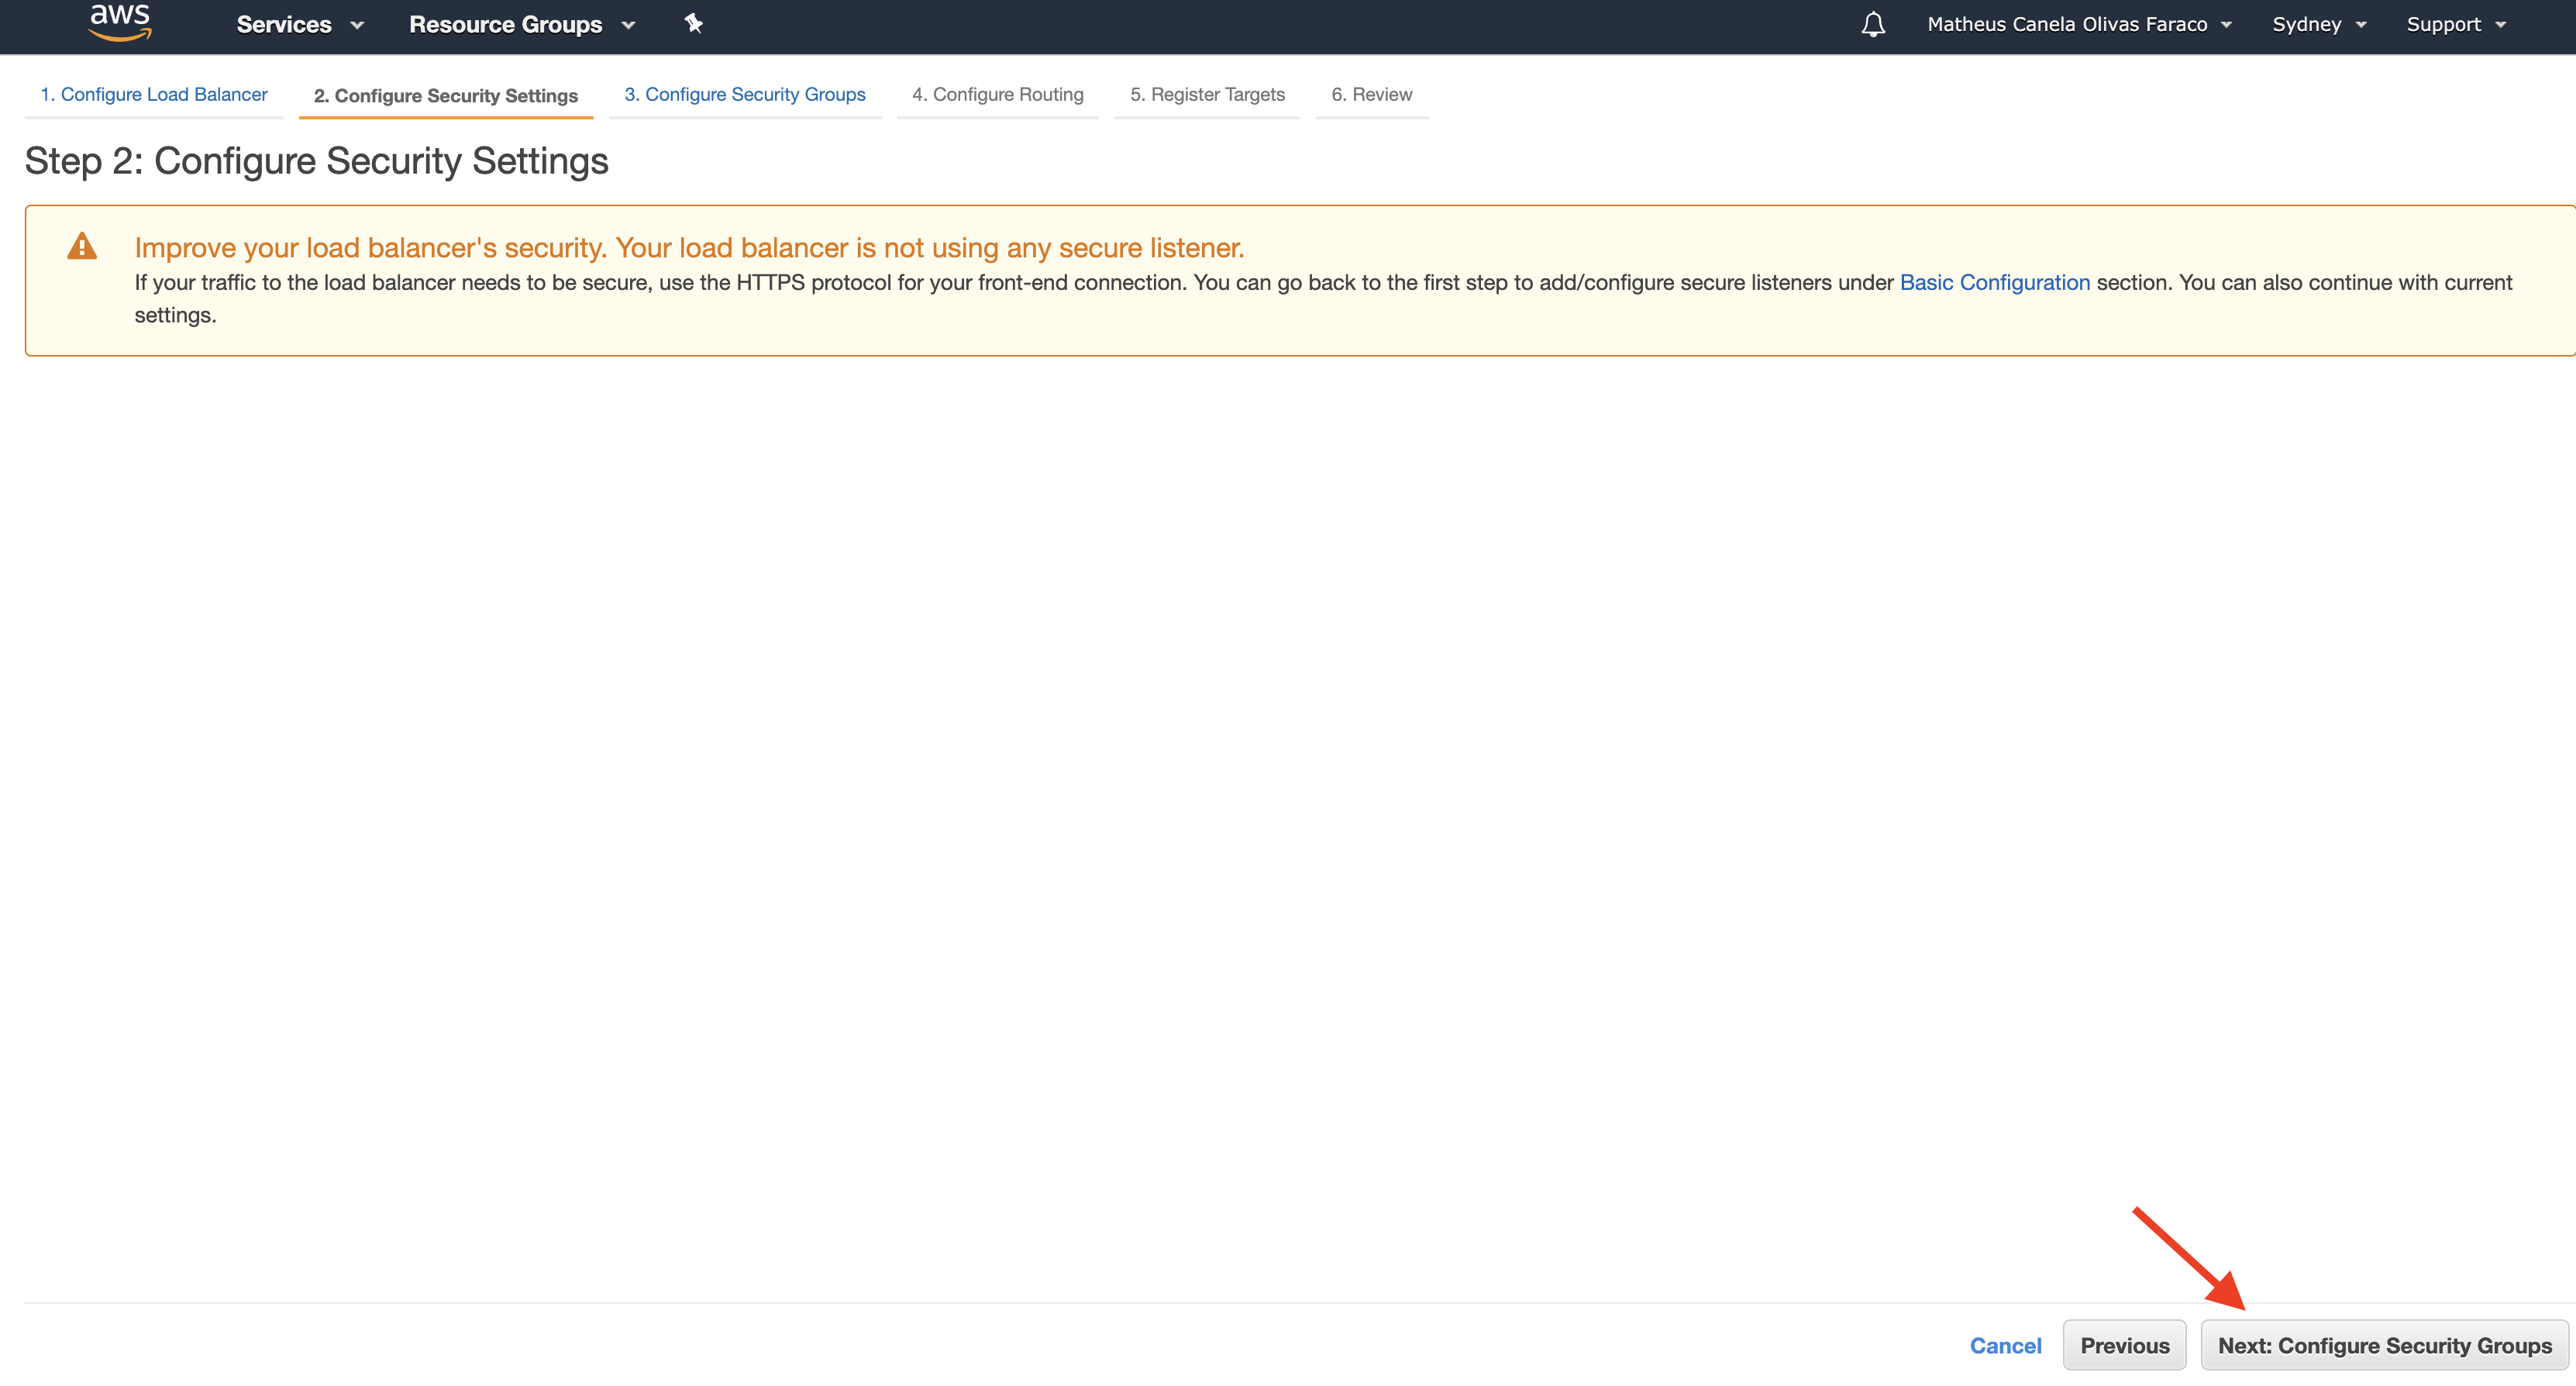 aws
Services
Resource Groups
Matheus Canela Olivas Faraco
Sydney
Support
1. Configure Load Balancer
2. Configure Security Settings
3. Configure Security Groups
4. Configure Routing
5. Register Targets
6. Review
Step 2: Configure Security Settings
Improve your load balancer's security. Your load balancer is not using any secure listener.
If your traffic to the load balancer needs to be secure, use the HTTPS protocol for your front-end connection. You can go back to the first step to add/configure secure listeners under Basic Configuration section. You can also continue with current
settings.
Cancel
Previous
Next: Configure Security Groups